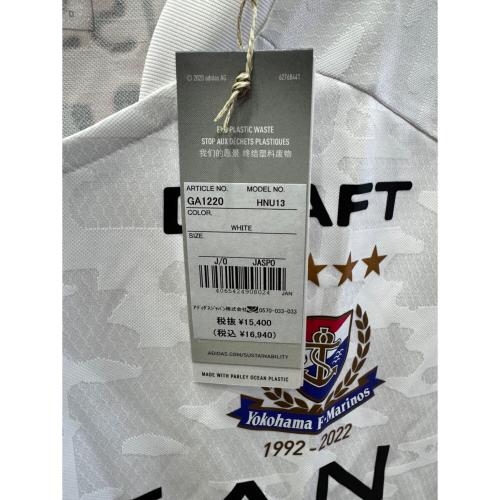 © 2020 adidas AG 62768441
END PLASTIC WASTE
STOP AUX DÉCHETS PLASTIQUES
我们的愿景 终结塑料废物
ARTICLE NO. MODEL NO.
GA1220 HNU13
COLOR.
WHITE
SIZE.
J/O JASPO
4065424908024 JAN
アディダスジャパン株式会社 0570-033-033
税抜 ¥15,400
(税込 ¥16,940)
ADIDAS.COM/SUSTAINABILITY
MADE WITH PARLEY OCEAN PLASTIC
Yokohama F·Marinos
1992-2022